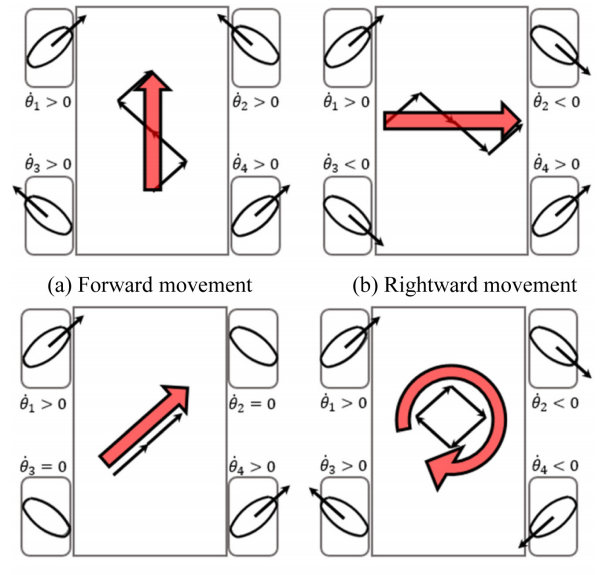 θ̇₁ > 0 θ̇₂ > 0 θ̇₁ > 0 θ̇₂ < 0
θ̇₃ > 0 θ̇₄ > 0 θ̇₃ < 0 θ̇₄ > 0
(a) Forward movement (b) Rightward movement
θ̇₁ > 0 θ̇₂ = 0 θ̇₁ > 0 θ̇₂ < 0
θ̇₃ = 0 θ̇₄ > 0 θ̇₃ > 0 θ̇₄ < 0